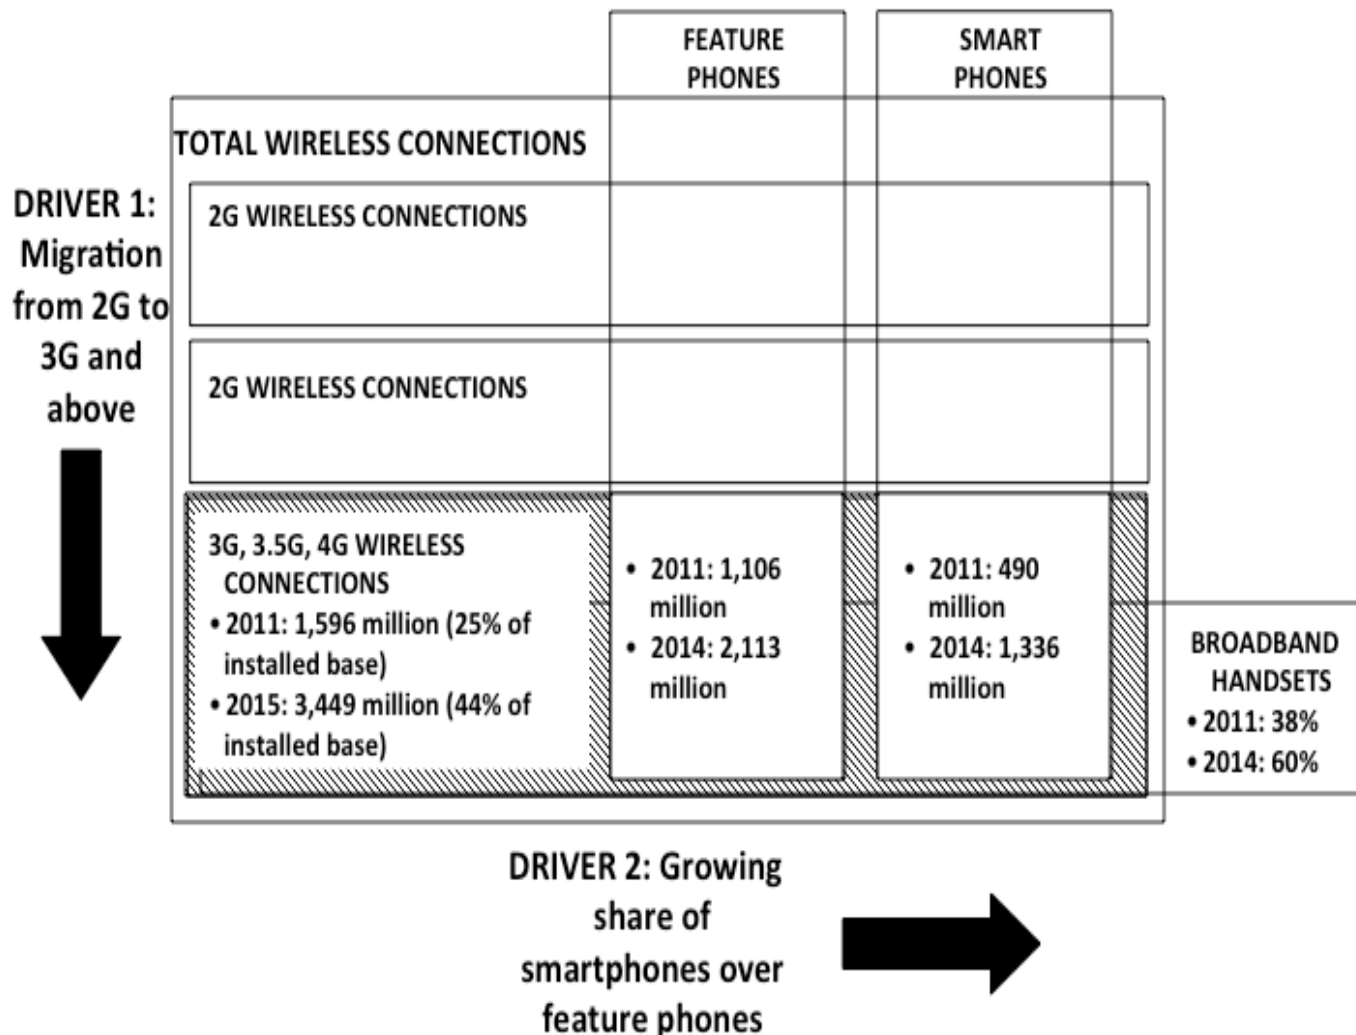 FEATURE
PHONES
SMART
PHONES
TOTAL WIRELESS CONNECTIONS
DRIVER 1:
Migration
from 2G to
3G and
above
2G WIRELESS CONNECTIONS
2G WIRELESS CONNECTIONS
3G, 3.5G, 4G WIRELESS
CONNECTIONS
• 2011: 1,596 million (25% of
installed base)
• 2015: 3,449 million (44% of
installed base)
• 2011: 1,106
million
• 2014: 2,113
million
• 2011: 490
million
• 2014: 1,336
million
BROADBAND
HANDSETS
• 2011: 38%
• 2014: 60%
DRIVER 2: Growing
share of
smartphones over
feature phones